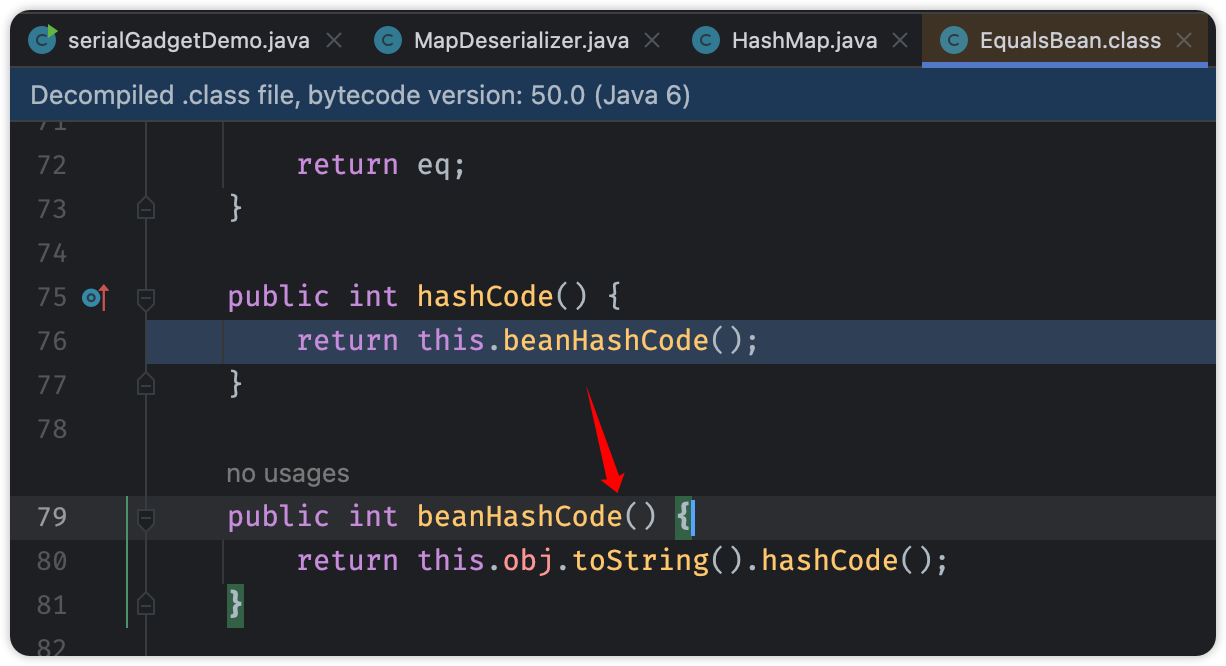 serialGadgetDemo.java MapDeserializer.java HashMap.java EqualsBean.class
Decompiled .class file, bytecode version: 50.0 (Java 6)
71
72 return eq;
73 }
74
75 public int hashCode() {
76 return this.beanHashCode();
77 }
78
no usages
79 public int beanHashCode() {
80 return this.obj.toString().hashCode();
81 }
82